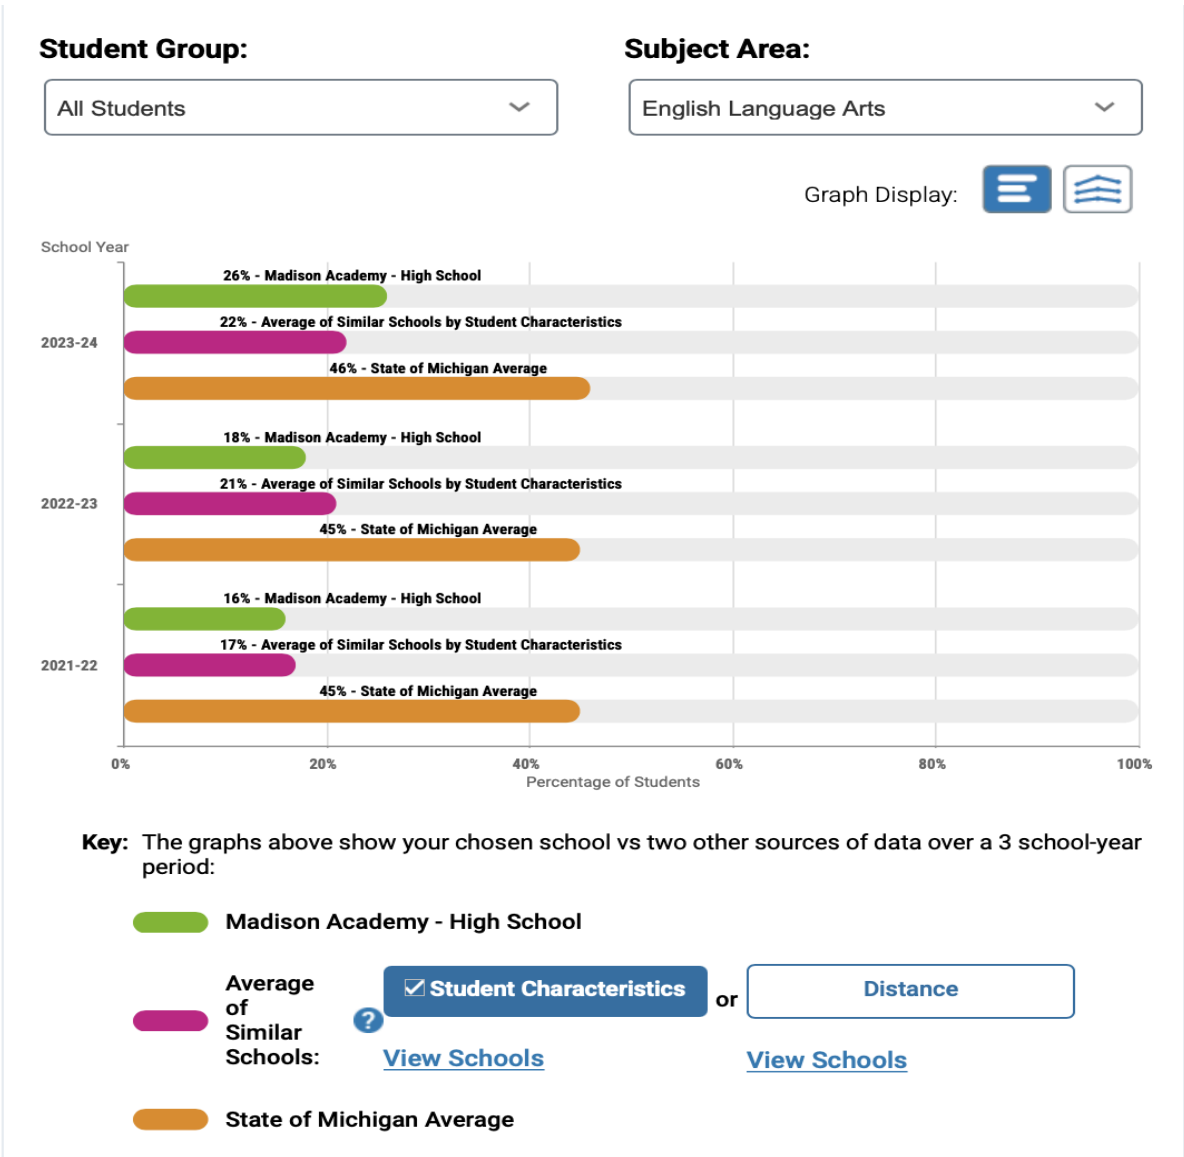 Student Group:
Subject Area:
All Students
English Language Arts
Graph Display:
School Year
26% - Madison Academy - High School
22% - Average of Similar Schools by Student Characteristics
2023-24
46% - State of Michigan Average
18% - Madison Academy - High School
21% - Average of Similar Schools by Student Characteristics
2022-23
45% - State of Michigan Average
16% - Madison Academy - High School
17% - Average of Similar Schools by Student Characteristics
2021-22
45% - State of Michigan Average
0% 20% 40% 60% 80% 100%
Percentage of Students
Key: The graphs above show your chosen school vs two other sources of data over a 3 school-year
period:
Madison Academy - High School
Average
of
Similar
Schools:
?
Student Characteristics
or
Distance
View Schools
View Schools
State of Michigan Average